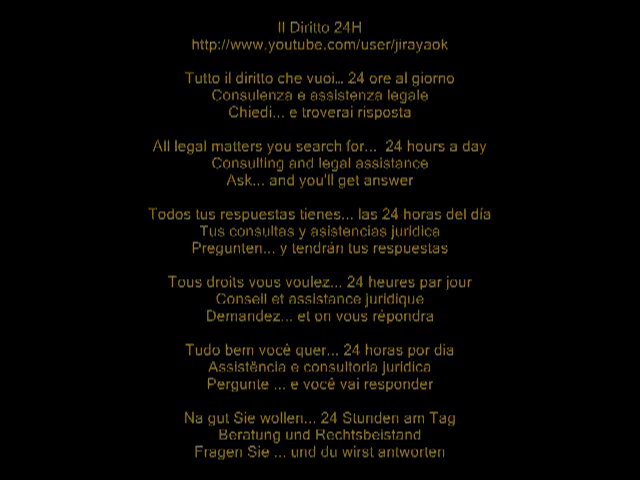 Il Diritto 24H
http://www.youtube.com/user/jirayaok
Tutto il diritto che vuoi... 24 ore al giorno
Consulenza e assistenza legale
Chiedi... e troverai risposta
All legal matters you search for... 24 hours a day
Consulting and legal assistance
Ask... and you'll get answer
Todos tus respuestas tienes... las 24 horas del día
Tus consultas y asistencias juridica
Pregunten... y tendrán tus respuestas
Tous droits vous voulez... 24 heures par jour
Conseil et assistance juridique
Demandez... et on vous répondra
Tudo bem você quer... 24 horas por dia
Assistência e consultoria jurídica
Pergunte ... e você vai responder
Na gut Sie wollen... 24 Stunden am Tag
Beratung und Rechtsbeistand
Fragen Sie ... und du wirst antworten